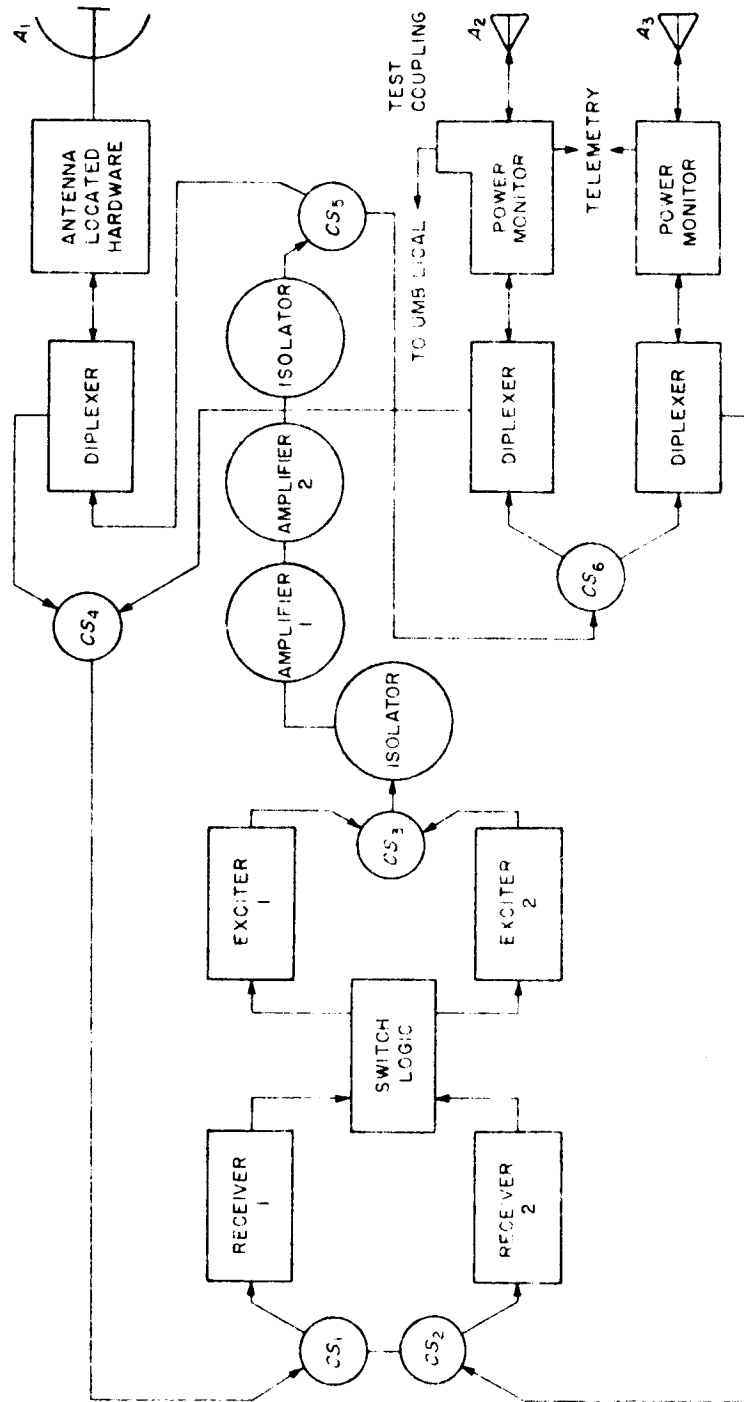 A1
ANTENNA
LOCATED
HARDWARE
DIPLEXER
CS4
CS5
ISOLATOR
AMPLIFIER
2
AMPLIFIER
1
ISOLATOR
TEST
COUPLING
TO UMBILICAL
A2
POWER
MONITOR
TELEMETRY
A3
POWER
MONITOR
DIPLEXER
DIPLEXER
CS6
EXCITER
1
CS3
EXCITER
2
SWITCH
LOGIC
RECEIVER
1
RECEIVER
2
CS1
CS2